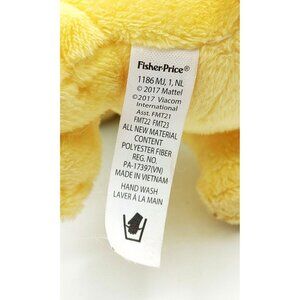 Fisher-Price®
1186 MJ, 1, NL
© 2017 Mattel
©2017 Viacom
International
Asst. FMT21
FMT22 FMT23
ALL NEW MATERIAL
CONTENT
POLYESTER FIBER
REG. NO.
PA-17397(VN)
MADE IN VIETNAM
HAND WASH
LAVER À LA MAIN